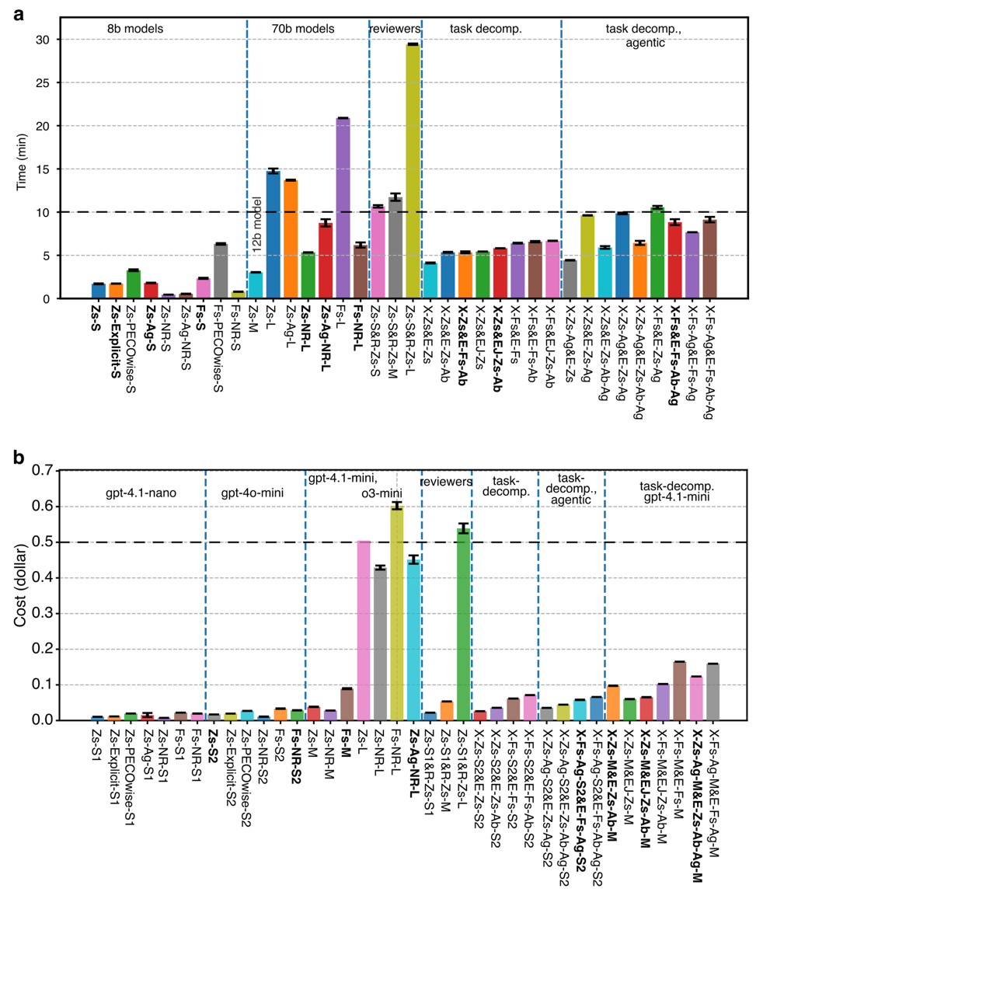 a
8b models
70b models
reviewers
task decomp.
task decomp.,
agentic
30
25
20
15
10
5
0
Time (min)
12b model
Zs-S
Zs-Explicit-S
Zs-PECOwise-S
Zs-Ag-S
Zs-NR-S
Zs-Ag-NR-S
Fs-S
Fs-PECOwise-S
Fs-NR-S
Zs-M
Zs-L
Zs-Ag-L
Zs-NR-L
Zs-Ag-NR-L
Fs-L
Fs-NR-L
Zs-S&R-Zs-S
Zs-S&R-Zs-M
Zs-S&R-Zs-L
X-Zs&E-Zs
X-Zs&E-Zs-Ab
X-Zs&E-Fs-Ab
X-Zs&EJ-Zs
X-Zs&EJ-Zs-Ab
X-Fs&E-Fs
X-Fs&E-Fs-Ab
X-Fs&EJ-Zs-Ab
X-Zs-Ag&E-Zs
X-Zs&E-Zs-Ag
X-Zs&E-Zs-Ab-Ag
X-Zs-Ag&E-Zs-Ag
X-Zs-Ag&E-Zs-Ab-Ag
X-Fs&E-Zs-Ag
X-Fs&E-Fs-Ab-Ag
X-Fs-Ag&E-Fs-Ag
X-Fs-Ag&E-Fs-Ab-Ag
b
gpt-4.1-nano
gpt-4o-mini
gpt-4.1-mini,
o3-mini
reviewers
task-
decomp.
task-
decomp.,
agentic
task-decomp.
gpt-4.1-mini
0.7
0.6
0.5
0.4
0.3
0.2
0.1
0.0
Cost (dollar)
Zs-S1
Zs-Explicit-S1
Zs-PECOwise-S1
Zs-Ag-S1
Zs-NR-S1
Fs-S1
Fs-NR-S1
Zs-S2
Zs-Explicit-S2
Zs-PECOwise-S2
Zs-NR-S2
Fs-S2
Fs-NR-S2
Zs-M
Zs-NR-M
Fs-M
Zs-L
Zs-NR-L
Fs-NR-L
Zs-Ag-NR-L
Zs-S1&R-Zs-S1
Zs-S1&R-Zs-M
Zs-S1&R-Zs-L
X-Zs-S2&E-Zs-S2
X-Zs-S2&E-Zs-Ab-S2
X-Fs-S2&E-Fs-S2
X-Fs-S2&E-Fs-Ab-S2
X-Zs-Ag-S2&E-Zs-Ag-S2
X-Zs-Ag-S2&E-Zs-Ab-Ag-S2
X-Fs-Ag-S2&E-Fs-Ag-S2
X-Fs-Ag-S2&E-Fs-Ab-Ag-S2
X-Zs-M&E-Zs-Ab-M
X-Zs-M&EJ-Zs-M
X-Zs-M&EJ-Zs-Ab-M
X-Fs-M&EJ-Zs-Ab-M
X-Fs-M&E-Fs-M
X-Zs-Ag-M&E-Zs-Ab-Ag-M
X-Fs-Ag-M&E-Fs-Ag-M